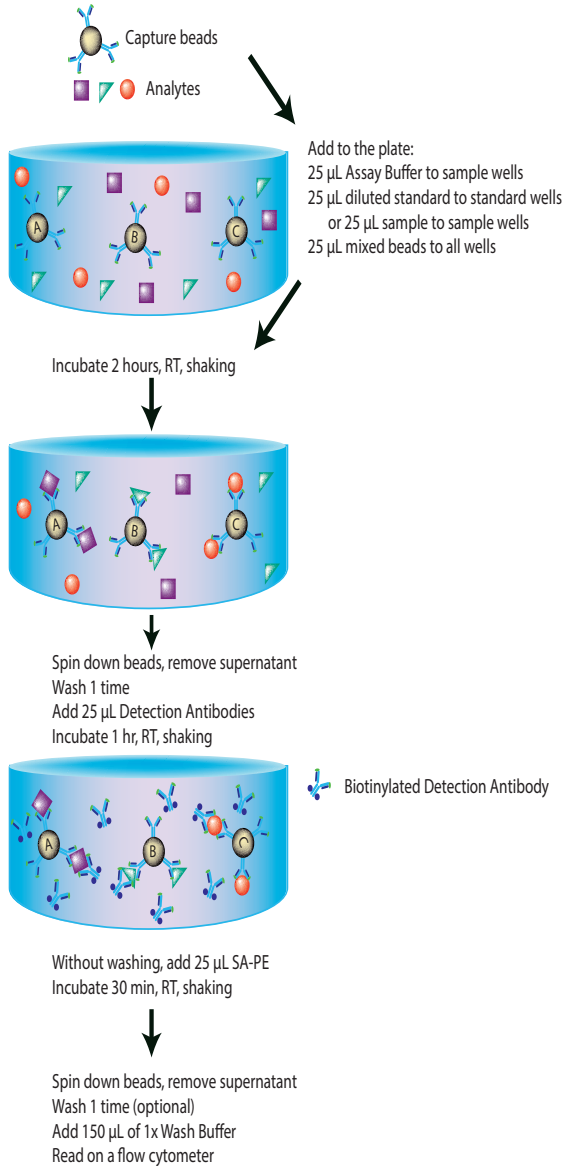 Capture beads
Analytes
Add to the plate:
25 µL Assay Buffer to sample wells
25 µL diluted standard to standard wells
or 25 µL sample to sample wells
25 µL mixed beads to all wells
A
B
C
Incubate 2 hours, RT, shaking
A
B
C
Spin down beads, remove supernatant
Wash 1 time
Add 25 µL Detection Antibodies
Incubate 1 hr, RT, shaking
Biotinylated Detection Antibody
A
B
C
Without washing, add 25 µL SA-PE
Incubate 30 min, RT, shaking
Spin down beads, remove supernatant
Wash 1 time (optional)
Add 150 µL of 1x Wash Buffer
Read on a flow cytometer